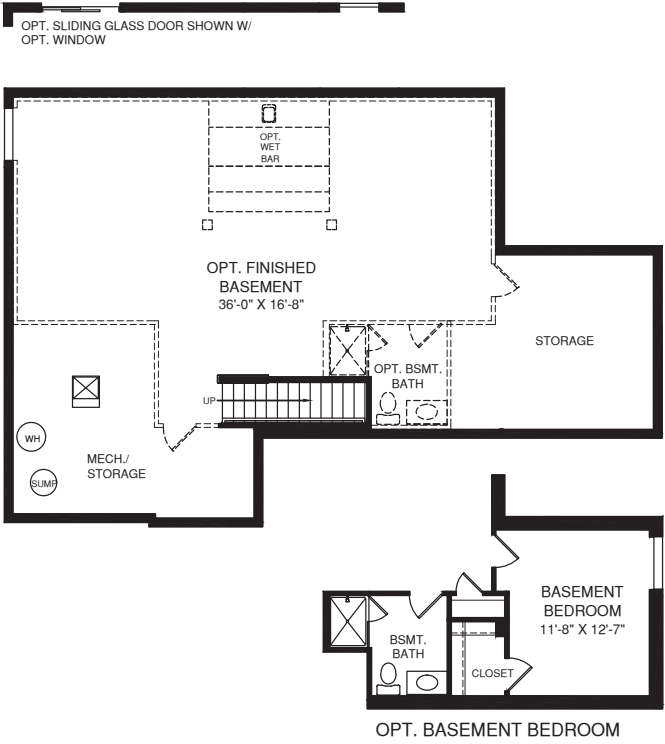 OPT. SLIDING GLASS DOOR SHOWN W/
OPT. WINDOW
OPT.
WET
BAR
OPT. FINISHED
BASEMENT
36'-0" X 16'-8"
STORAGE
OPT. BSMT.
BATH
UP
WH
MECH./
STORAGE
SUMP
BASEMENT
BEDROOM
11'-8" X 12'-7"
BSMT.
BATH
CLOSET
OPT. BASEMENT BEDROOM